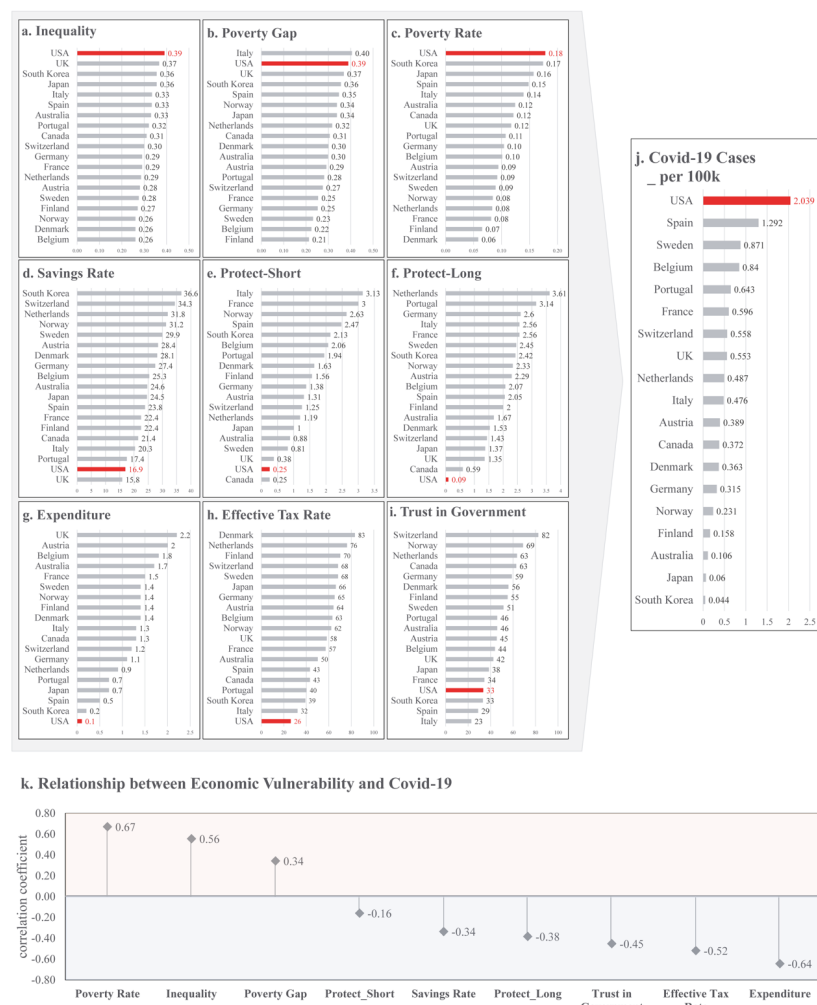 a. Inequality
USA 0.39
UK 0.37
South Korea 0.36
Japan 0.36
Italy 0.33
Spain 0.33
Australia 0.33
Portugal 0.32
Canada 0.31
Switzerland 0.30
Germany 0.29
France 0.29
Netherlands 0.29
Austria 0.28
Sweden 0.28
Finland 0.27
Norway 0.26
Denmark 0.26
Belgium 0.26
0.00 0.10 0.20 0.30 0.40 0.50
b. Poverty Gap
Italy 0.40
USA 0.39
UK 0.37
South Korea 0.36
Spain 0.35
Norway 0.34
Japan 0.34
Netherlands 0.32
Canada 0.31
Denmark 0.30
Australia 0.30
Austria 0.29
Portugal 0.28
Switzerland 0.27
France 0.25
Germany 0.25
Sweden 0.23
Belgium 0.22
Finland 0.21
0.00 0.10 0.20 0.30 0.40 0.50
c. Poverty Rate
USA 0.18
South Korea 0.17
Japan 0.16
Spain 0.15
Italy 0.14
Australia 0.12
Canada 0.12
UK 0.12
Portugal 0.11
Germany 0.10
Belgium 0.10
Austria 0.09
Switzerland 0.09
Sweden 0.09
Norway 0.08
Netherlands 0.08
France 0.08
Finland 0.07
Denmark 0.06
0.00 0.05 0.10 0.15 0.20
d. Savings Rate
South Korea 36.6
Switzerland 34.3
Netherlands 31.8
Norway 31.2
Sweden 29.9
Austria 28.4
Denmark 28.1
Germany 27.4
Belgium 25.3
Australia 24.6
Japan 24.5
Spain 23.8
France 22.4
Finland 22.4
Canada 21.4
Italy 20.3
Portugal 17.4
USA 16.9
UK 15.8
0 5 10 15 20 25 30 35 40
e. Protect-Short
Italy 3.13
France 3
Norway 2.63
Spain 2.47
South Korea 2.13
Belgium 2.06
Portugal 1.94
Denmark 1.63
Finland 1.56
Germany 1.38
Austria 1.31
Switzerland 1.25
Netherlands 1.19
Japan 1
Australia 0.88
Sweden 0.81
UK 0.38
USA 0.25
Canada 0.25
0 0.5 1 1.5 2 2.5 3 3.5
f. Protect-Long
Netherlands 3.61
Portugal 3.14
Germany 2.6
Italy 2.56
France 2.56
Sweden 2.45
South Korea 2.42
Norway 2.33
Austria 2.29
Belgium 2.07
Spain 2.05
Finland 2
Australia 1.67
Denmark 1.53
Switzerland 1.43
Japan 1.37
UK 1.35
Canada 0.59
USA 0.09
0 0.5 1 1.5 2 2.5 3 3.5 4
g. Expenditure
UK 2.2
Austria 2
Belgium 1.8
Australia 1.7
France 1.5
Sweden 1.4
Norway 1.4
Finland 1.4
Denmark 1.4
Italy 1.3
Canada 1.3
Switzerland 1.2
Germany 1.1
Netherlands 0.9
Portugal 0.7
Japan 0.7
Spain 0.5
South Korea 0.2
USA 0.1
0 0.5 1 1.5 2 2.5
h. Effective Tax Rate
Denmark 83
Netherlands 76
Finland 70
Switzerland 68
Sweden 68
Japan 66
Germany 65
Austria 64
Belgium 63
Norway 62
UK 58
France 57
Australia 50
Spain 43
Canada 43
Portugal 40
South Korea 39
Italy 32
USA 26
0 20 40 60 80 100
i. Trust in Government
Switzerland 82
Norway 69
Netherlands 63
Canada 63
Germany 59
Denmark 56
Finland 55
Sweden 51
Portugal 46
Australia 46
Austria 45
Belgium 44
UK 42
Japan 38
France 34
USA 33
South Korea 33
Spain 29
Italy 23
0 20 40 60 80 100
j. Covid-19 Cases
_ per 100k
USA 2.039
Spain 1.292
Sweden 0.871
Belgium 0.84
Portugal 0.643
France 0.596
Switzerland 0.558
UK 0.553
Netherlands 0.487
Italy 0.476
Austria 0.389
Canada 0.372
Denmark 0.363
Germany 0.315
Norway 0.231
Finland 0.158
Australia 0.106
Japan 0.06
South Korea 0.044
0 0.5 1 1.5 2 2.5
k. Relationship between Economic Vulnerability and Covid-19
correlation coefficient
0.80
0.60
0.40
0.20
0.00
-0.20
-0.40
-0.60
-0.80
0.67
0.56
0.34
-0.16
-0.34
-0.38
-0.45
-0.52
-0.64
Poverty Rate Inequality Poverty Gap Protect_Short Savings Rate Protect_Long Trust in Effective Tax Expenditure